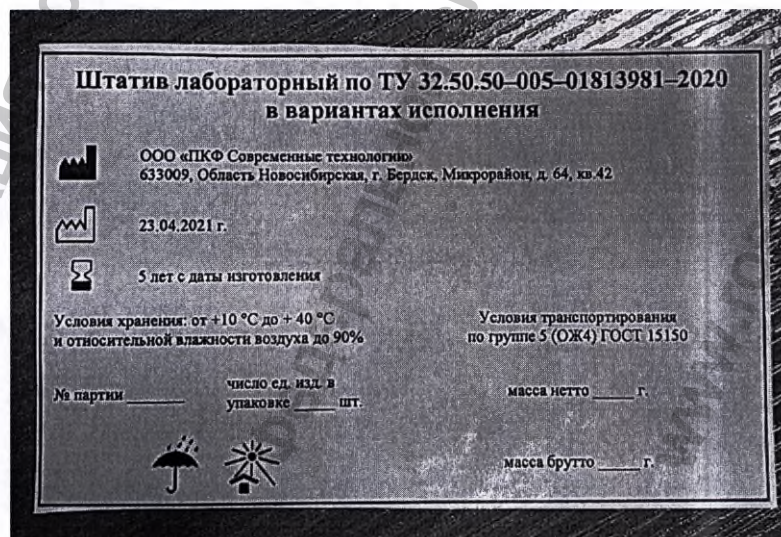 Штатив лабораторный по ТУ 32.50.50–005–01813981–2020
в вариантах исполнения
ООО «ПКФ Современные технологии»
633009, Область Новосибирская, г. Бердск, Микрорайон, д. 64, кв.42
23.04.2021 г.
5 лет с даты изготовления
Условия хранения: от +10 °C до + 40 °C
и относительной влажности воздуха до 90%
Условия транспортирования
по группе 5 (ОЖ4) ГОСТ 15150
№ партии ______
число ед. изд. в
упаковке ____ шт.
масса нетто ____ г.
масса брутто ____ г.